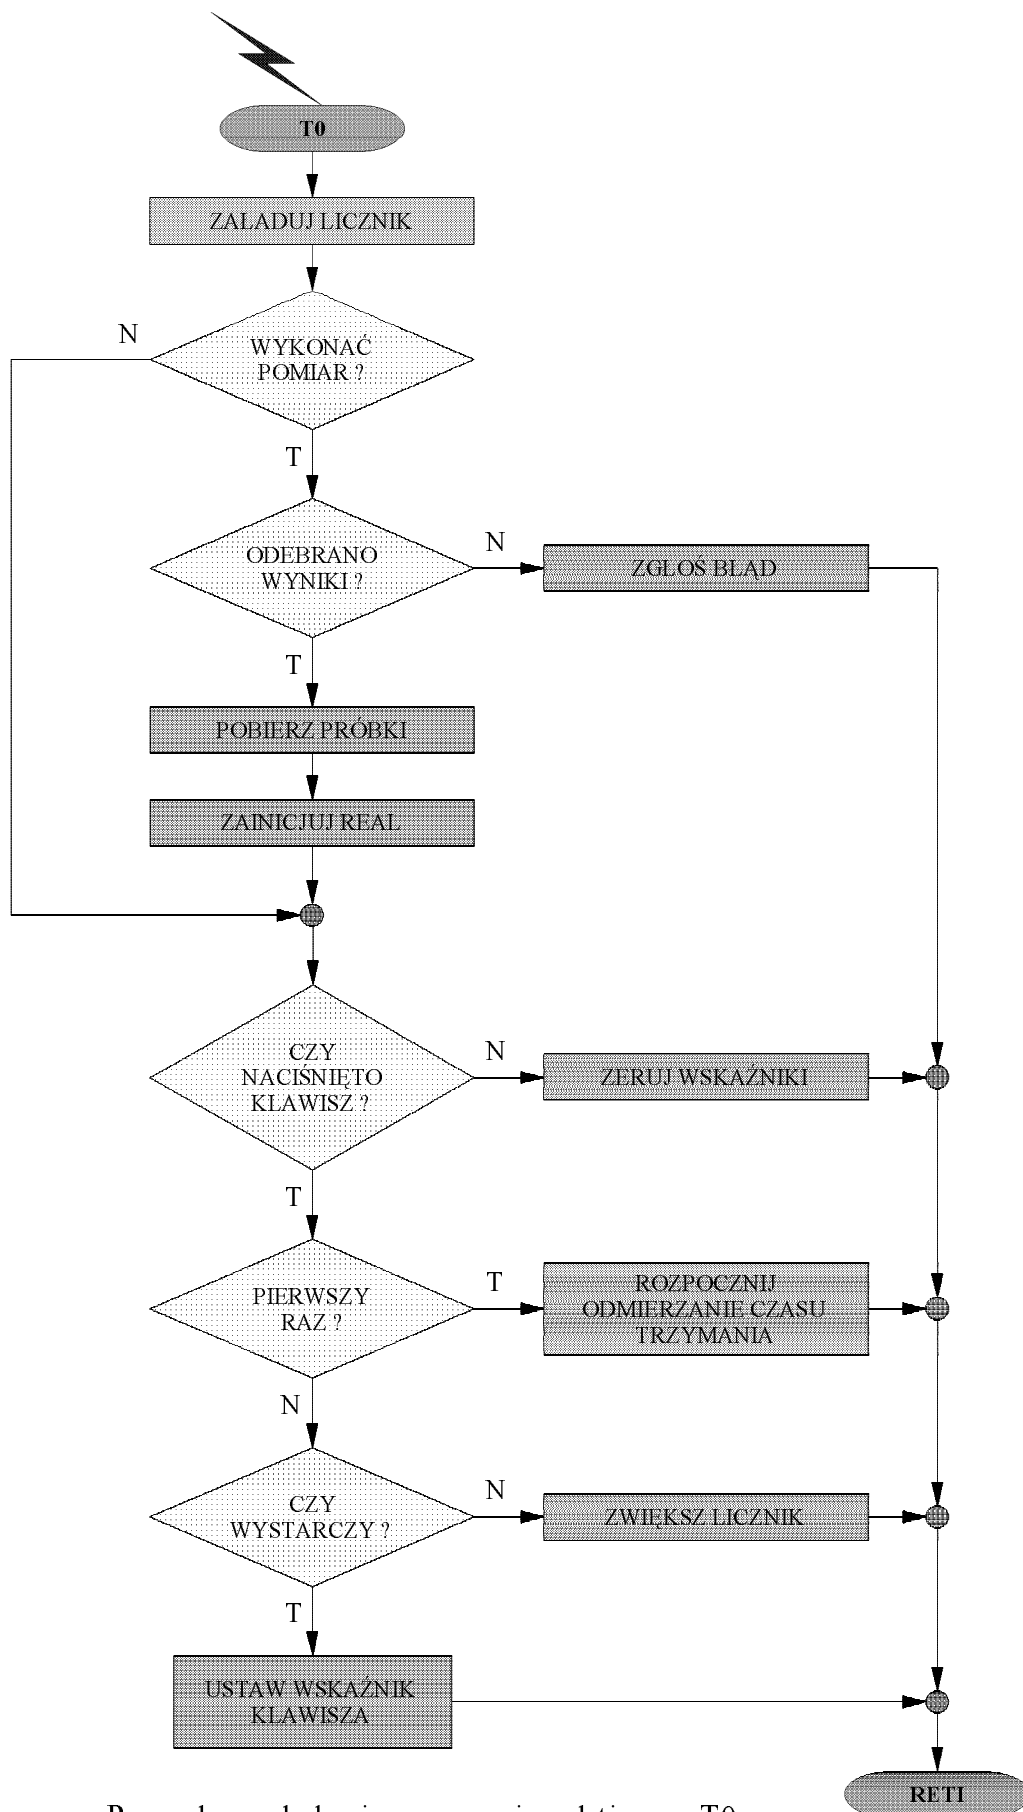 T0
ZAŁADUJ LICZNIK
N
WYKONAĆ
POMIAR ?
T
ODEBRANO
WYNIKI ?
N
ZGŁOŚ BŁĄD
T
POBIERZ PRÓBKI
ZAINICJUJ REAL
CZY
NACIŚNIĘTO
KLAWISZ ?
N
ZERUJ WSKAŹNIKI
T
PIERWSZY
RAZ ?
T
ROZPOCZNIJ
ODMIERZANIE CZASU
TRZYMANIA
N
CZY
WYSTARCZY ?
N
ZWIĘKSZ LICZNIK
T
USTAW WSKAŹNIK
KLAWISZA
RETI
T0